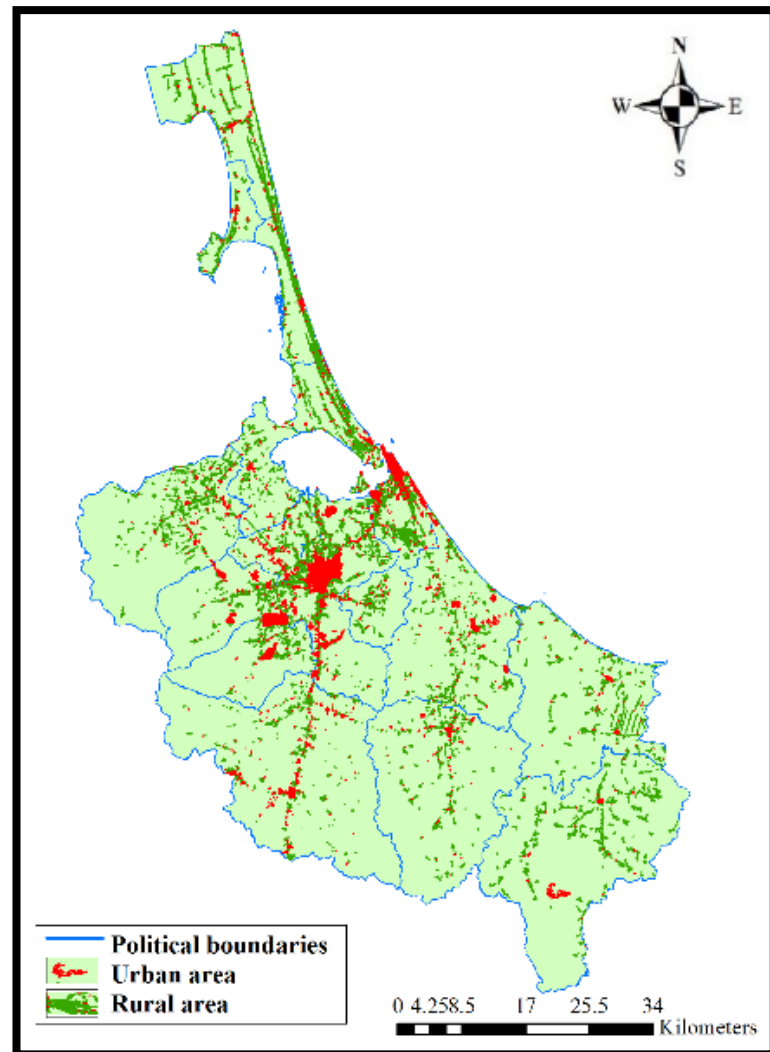 N
W E
S
Political boundaries
Urban area
Rural area
0 4.258.5 17 25.5 34
Kilometers